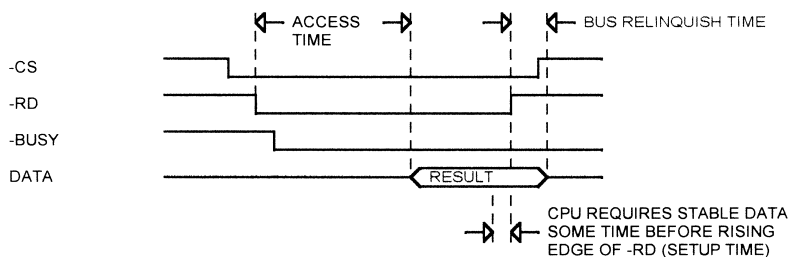 ACCESS
TIME
BUS RELINQUISH TIME
-CS
-RD
-BUSY
DATA
RESULT
CPU REQUIRES STABLE DATA
SOME TIME BEFORE RISING
EDGE OF -RD (SETUP TIME)